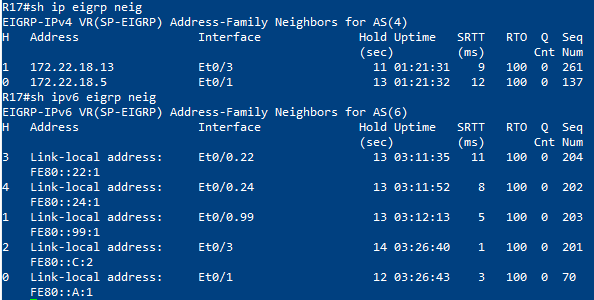 R17#sh ip eigrp neig
EIGRP-IPv4 VR(SP-EIGRP) Address-Family Neighbors for AS(4)
H   Address                 Interface              Hold Uptime   SRTT   RTO  Q  Seq
                                                   (sec)         (ms)       Cnt Num
1   172.22.18.13            Et0/3                    11 01:21:31    9   100  0  261
0   172.22.18.5             Et0/1                    13 01:21:32   12   100  0  137
R17#sh ipv6 eigrp neig
EIGRP-IPv6 VR(SP-EIGRP) Address-Family Neighbors for AS(6)
H   Address                 Interface              Hold Uptime   SRTT   RTO  Q  Seq
                                                   (sec)         (ms)       Cnt Num
3   Link-local address:     Et0/0.22                 13 03:11:35   11   100  0  204
    FE80::22:1
4   Link-local address:     Et0/0.24                 13 03:11:52    8   100  0  202
    FE80::24:1
1   Link-local address:     Et0/0.99                 13 03:12:13    5   100  0  203
    FE80::99:1
2   Link-local address:     Et0/3                    14 03:26:40    1   100  0  201
    FE80::C:2
0   Link-local address:     Et0/1                    12 03:26:43    3   100  0  70
    FE80::A:1